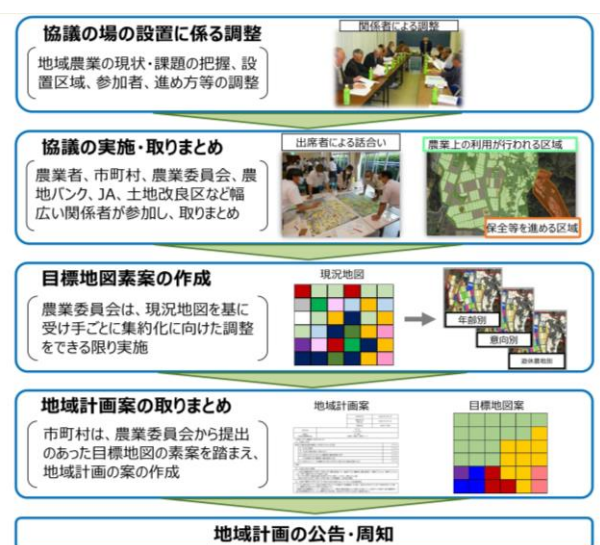 協議の場の設置に係る調整
地域農業の現状・課題の把握、設
置区域、参加者、進め方等の調整
関係者による調整
協議の実施・取りまとめ
農業者、市町村、農業委員会、農
地バンク、JA、土地改良区など幅
広い関係者が参加し、取りまとめ
出席者による話合い
農業上の利用が行われる区域
保全等を進める区域
目標地図素案の作成
農業委員会は、現況地図を基に
受け手ごとに集約化に向けた調整
をできる限り実施
現況地図
年齢別
意向別
地域計画案の取りまとめ
市町村は、農業委員会から提出
のあった目標地図の素案を踏まえ、
地域計画の案の作成
地域計画案
目標地図案
地域計画の公告・周知